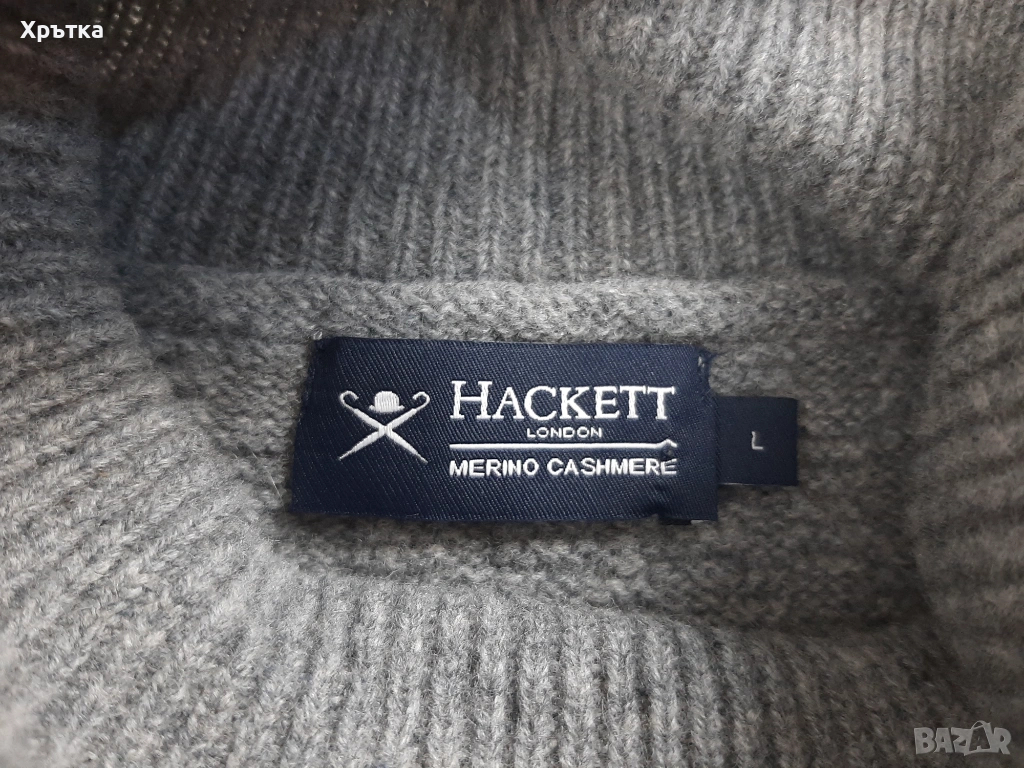 Хрътка
HACKETT
LONDON
MERINO CASHMERE
L
BAZAR